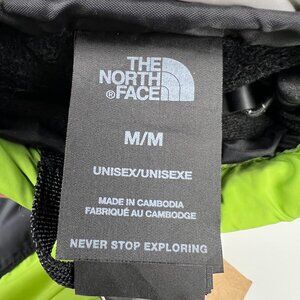 THE
NORTH
®FACE
M/M
UNISEX/UNISEXE
MADE IN CAMBODIA
FABRIQUÉ AU CAMBODGE
NEVER STOP EXPLORING